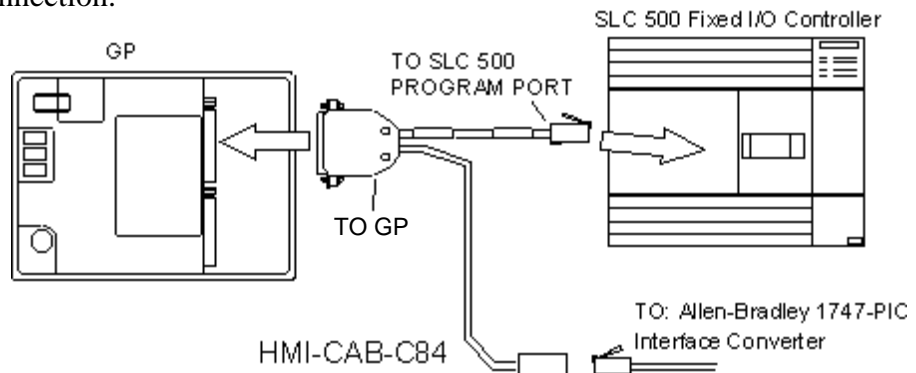 nnection.
SLC 500 Fixed I/O Controller
GP
TO SLC 500
PROGRAM PORT
TO GP
TO: Allen-Bradley 1747-PIC
Interface Converter
HMI-CAB-C84